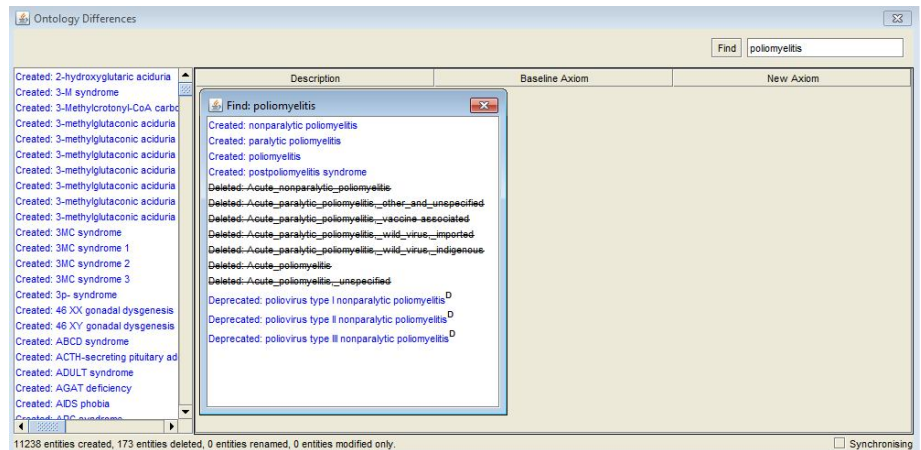 Ontology Differences
Find poliomyelitis
Description Baseline Axiom New Axiom
Created: 2-hydroxyglutaric aciduria
Created: 3-M syndrome
Created: 3-Methylcrotonyl-CoA carbo
Created: 3-methylglutaconic aciduria
Created: 3-methylglutaconic aciduria
Created: 3-methylglutaconic aciduria
Created: 3-methylglutaconic aciduria
Created: 3-methylglutaconic aciduria
Created: 3-methylglutaconic aciduria
Created: 3-methylglutaconic aciduria
Created: 3MC syndrome
Created: 3MC syndrome 1
Created: 3MC syndrome 2
Created: 3MC syndrome 3
Created: 3p- syndrome
Created: 46 XX gonadal dysgenesis
Created: 46 XY gonadal dysgenesis
Created: ABCD syndrome
Created: ACTH-secreting pituitary ad
Created: ADULT syndrome
Created: AGAT deficiency
Created: AIDS phobia
Created: ARC syndrome
Find: poliomyelitis
Created: nonparalytic poliomyelitis
Created: paralytic poliomyelitis
Created: poliomyelitis
Created: postpoliomyelitis syndrome
Deleted: Acute_nonparalytic_poliomyelitis
Deleted: Acute_paralytic_poliomyelitis,_other_and_unspecified
Deleted: Acute_paralytic_poliomyelitis,_vaccine-associated
Deleted: Acute_paralytic_poliomyelitis,_wild_virus,_imported
Deleted: Acute_paralytic_poliomyelitis,_wild_virus,_indigenous
Deleted: Acute_poliomyelitis
Deleted: Acute_poliomyelitis,_unspecified
Deprecated: poliovirus type I nonparalytic poliomyelitis D
Deprecated: poliovirus type II nonparalytic poliomyelitis D
Deprecated: poliovirus type III nonparalytic poliomyelitis D
11238 entities created, 173 entities deleted, 0 entities renamed, 0 entities modified only.
Synchronising